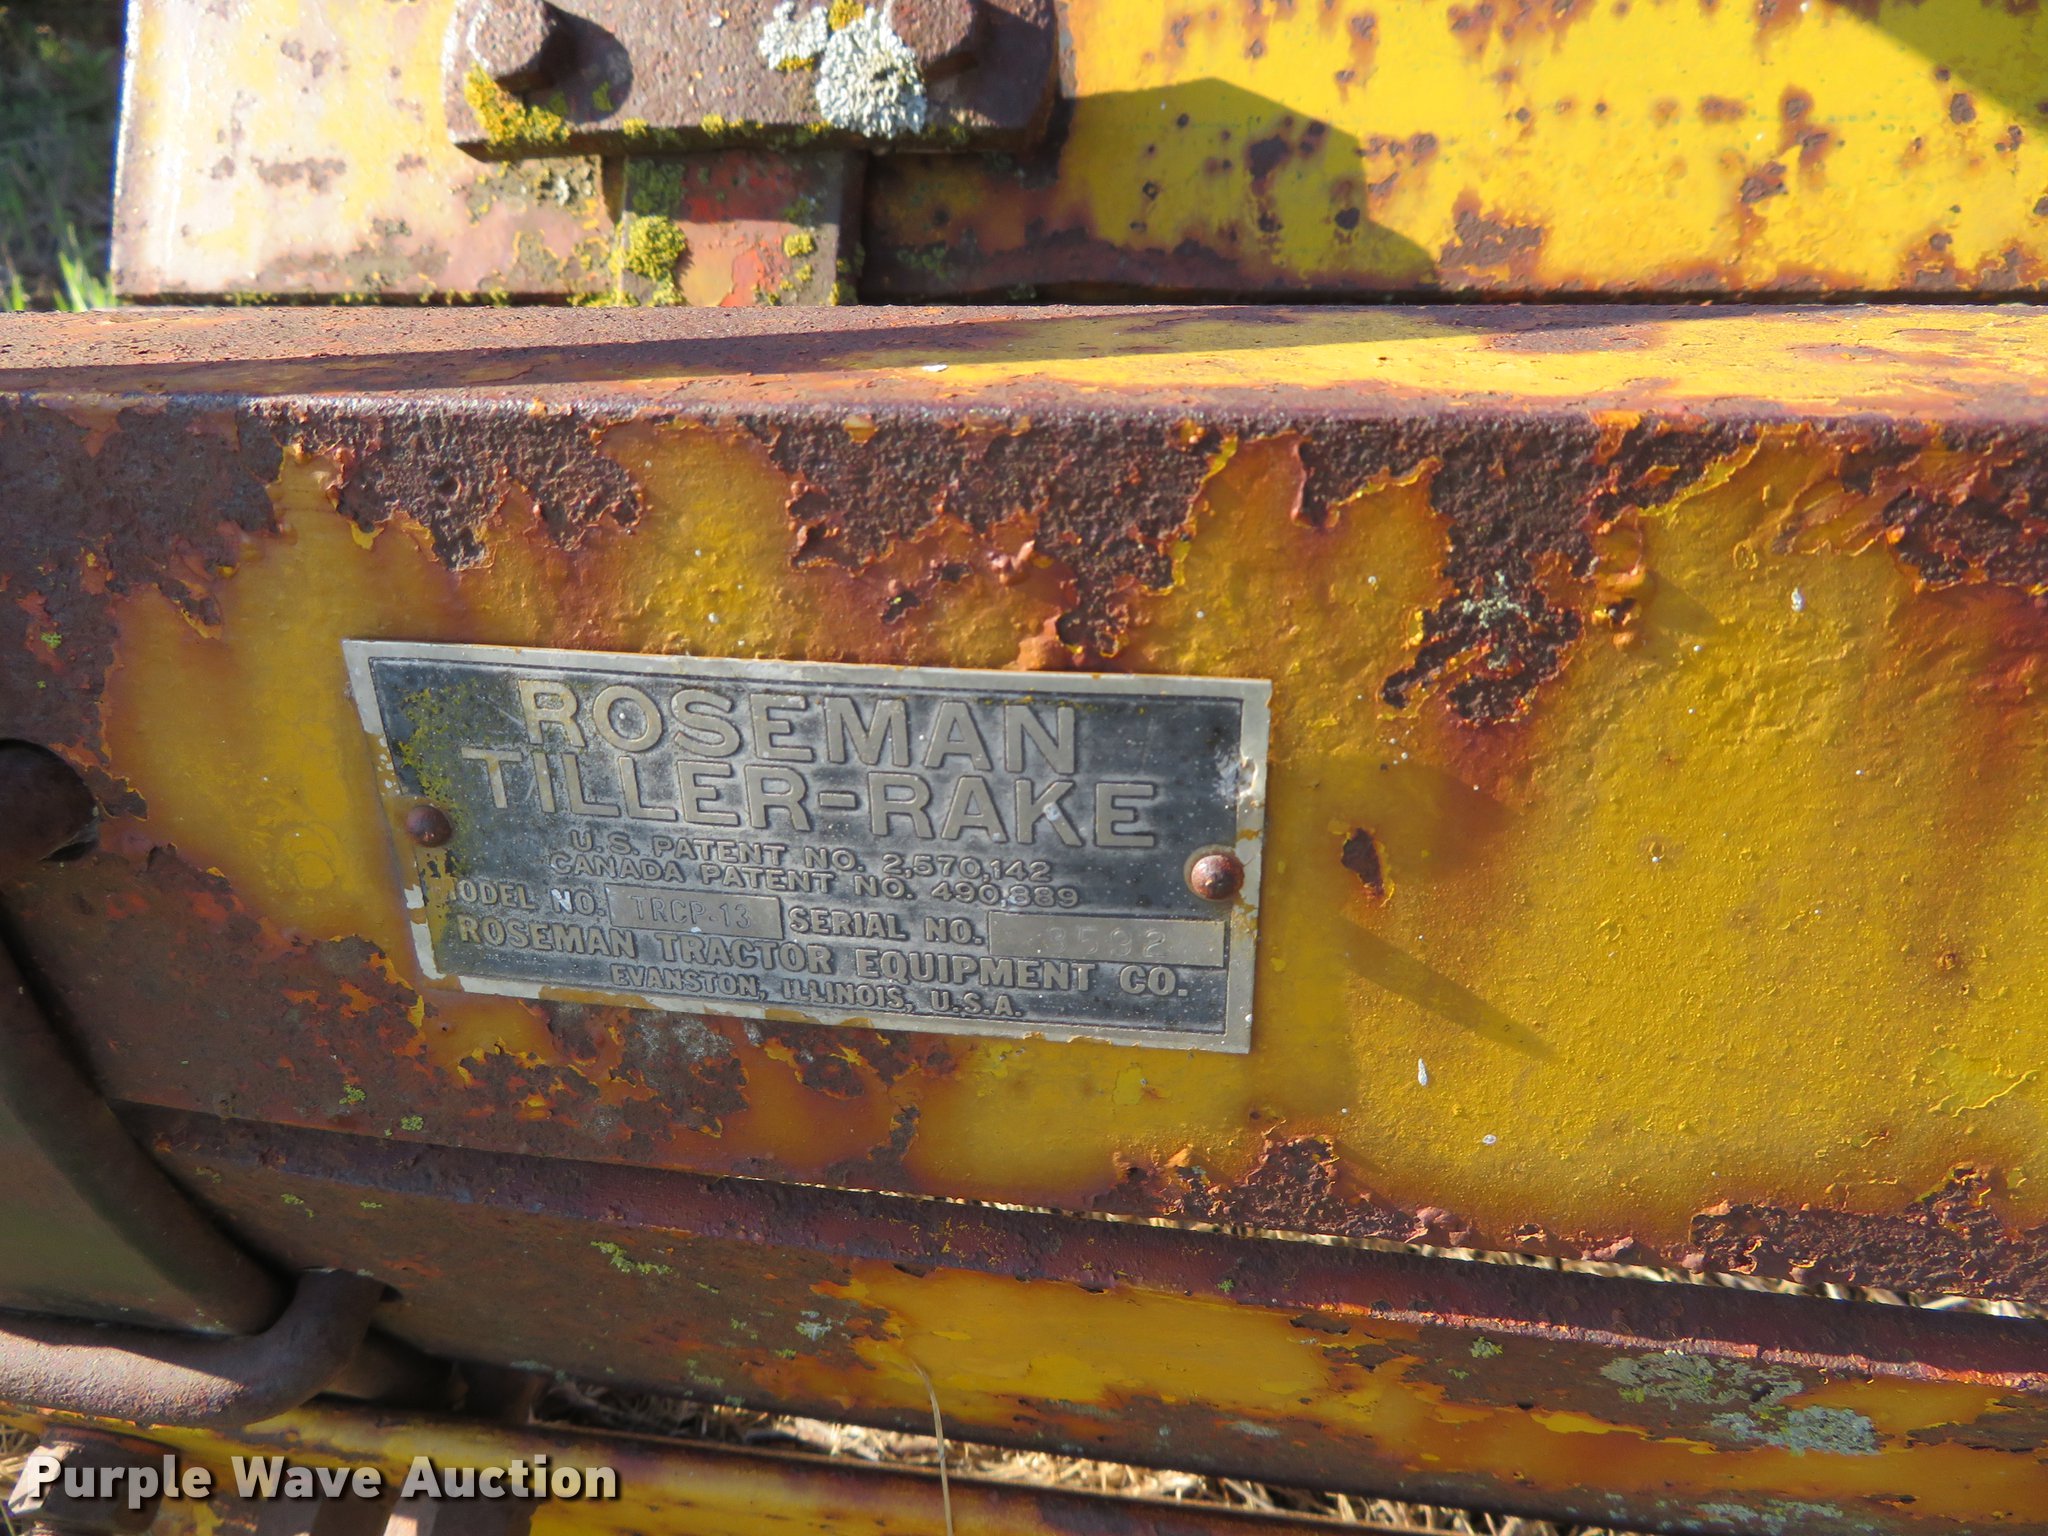 ROSEMAN
TILLER-RAKE
U.S. PATENT NO. 2,570,142
CANADA PATENT NO. 490,889
MODEL NO. TRCP-13 SERIAL NO. 3532
ROSEMAN TRACTOR EQUIPMENT CO.
EVANSTON, ILLINOIS, U.S.A.
Purple Wave Auction